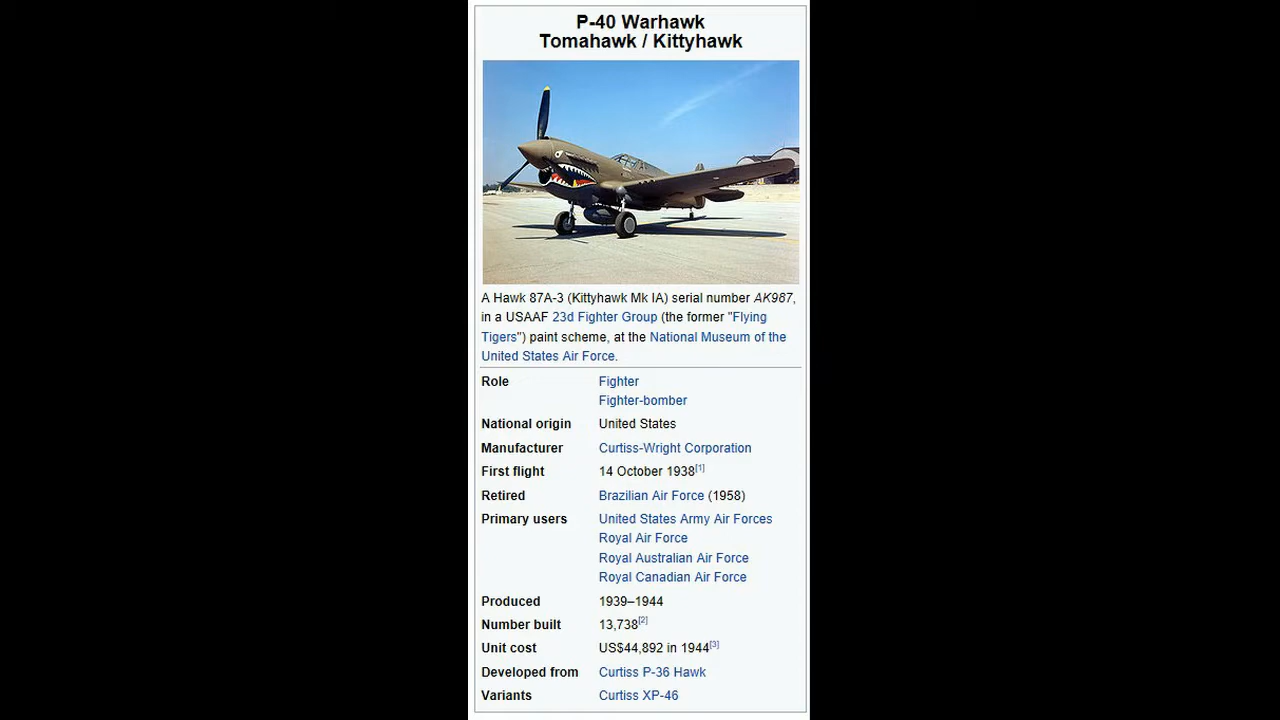 P-40 Warhawk
Tomahawk / Kittyhawk
A Hawk 87A-3 (Kittyhawk Mk IA) serial number AK987,
in a USAAF 23d Fighter Group (the former "Flying
Tigers") paint scheme, at the National Museum of the
United States Air Force.
Role Fighter
Fighter-bomber
National origin United States
Manufacturer Curtiss-Wright Corporation
First flight 14 October 1938[1]
Retired Brazilian Air Force (1958)
Primary users United States Army Air Forces
Royal Air Force
Royal Australian Air Force
Royal Canadian Air Force
Produced 1939–1944
Number built 13,738[2]
Unit cost US$44,892 in 1944[3]
Developed from Curtiss P-36 Hawk
Variants Curtiss XP-46